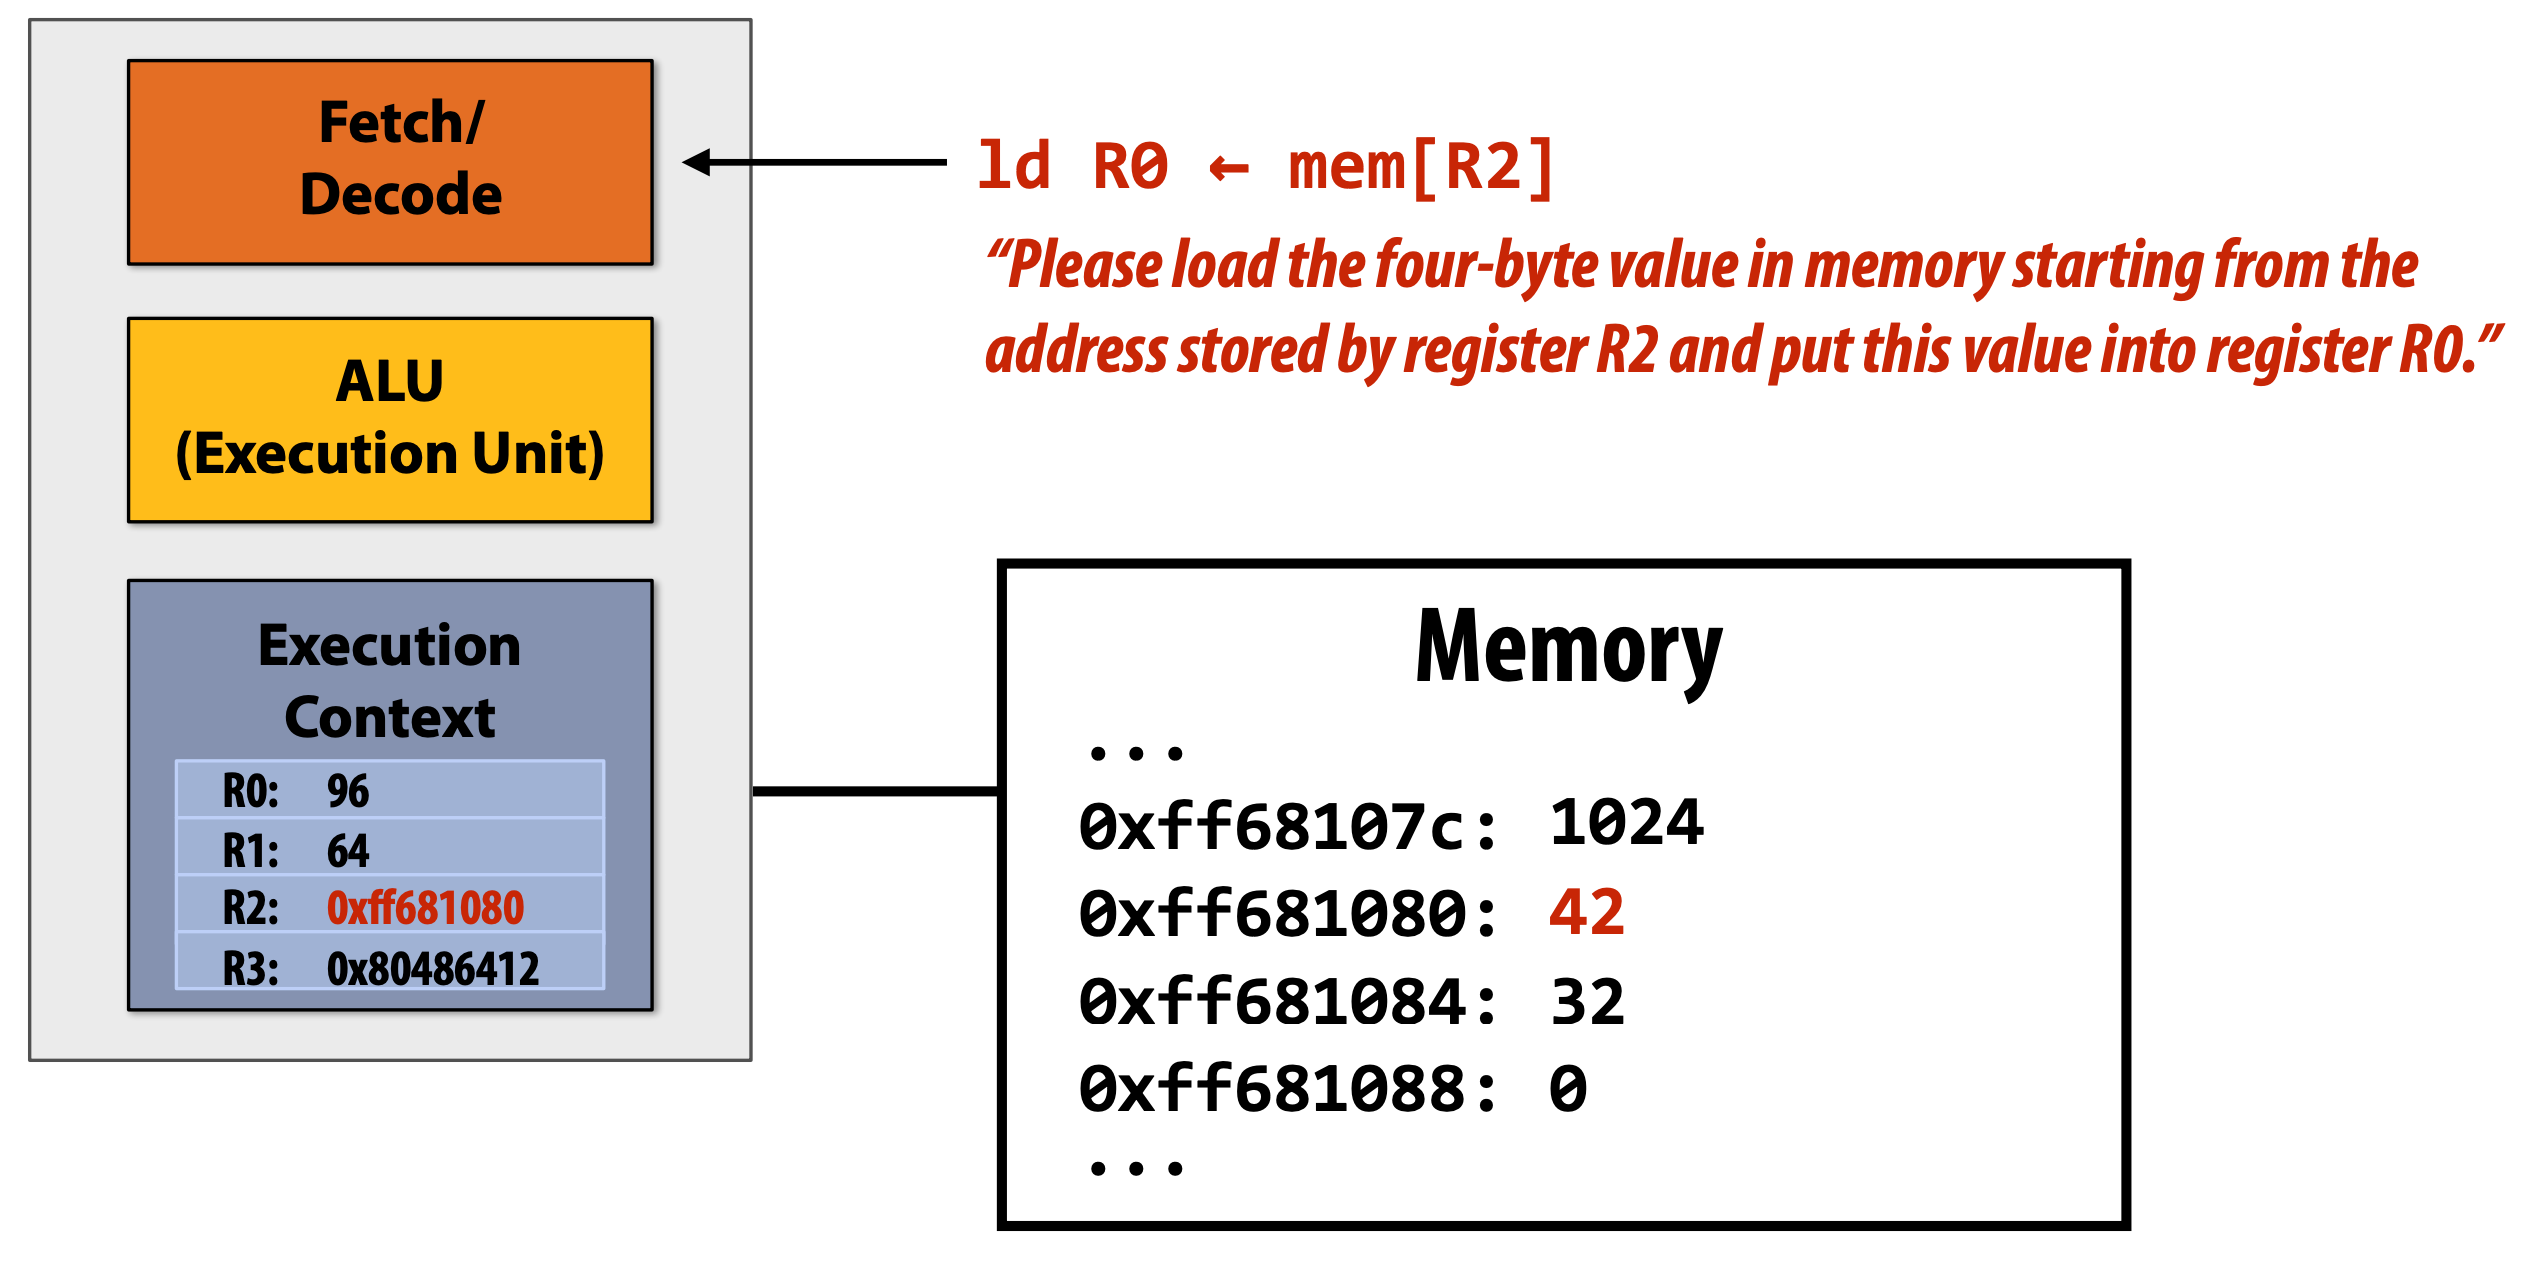 Fetch/
Decode
ld R0 ← mem[R2]
“Please load the four-byte value in memory starting from the
address stored by register R2 and put this value into register R0.”
ALU
(Execution Unit)
Execution
Context
R0: 96
R1: 64
R2: 0xff681080
R3: 0x80486412
Memory
...
0xff68107c: 1024
0xff681080: 42
0xff681084: 32
0xff681088: 0
...